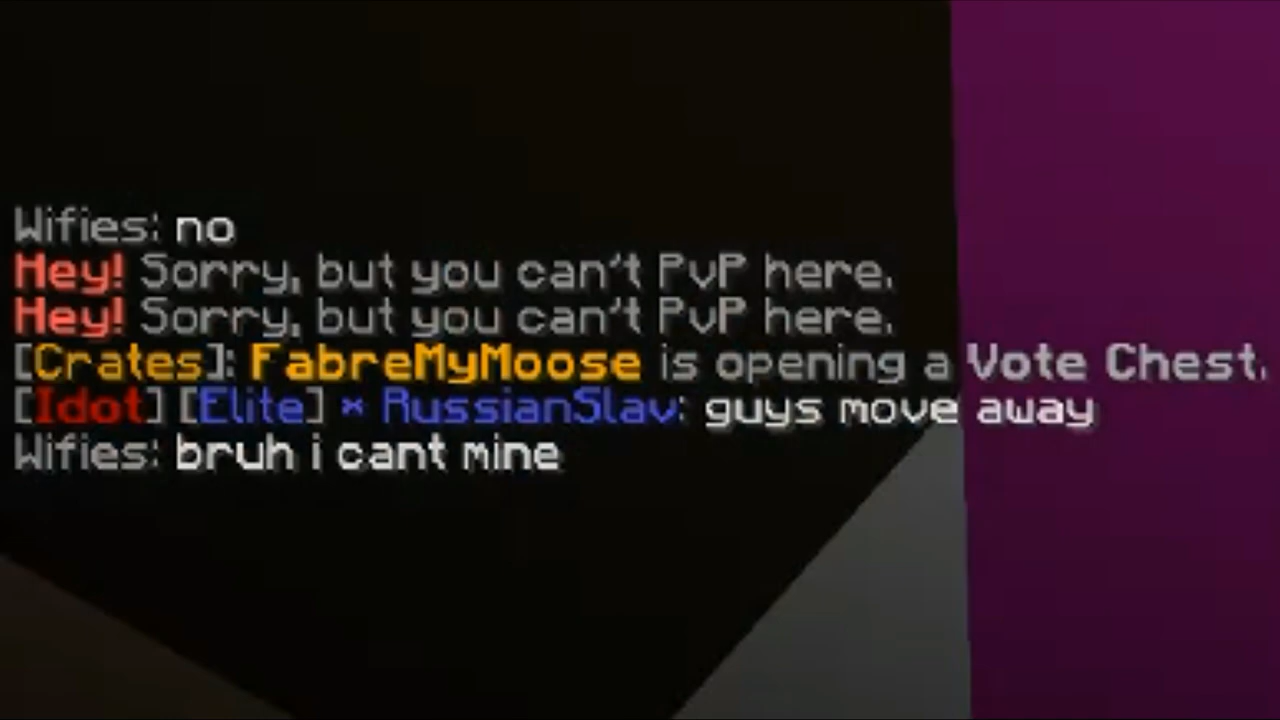 Wifies: no
Hey! Sorry, but you can't PvP here.
Hey! Sorry, but you can't PvP here.
[Crates]: FabreMyMoose is opening a Vote Chest.
[Idot] [Elite] × RussianSlav: guys move away
Wifies: bruh i cant mine